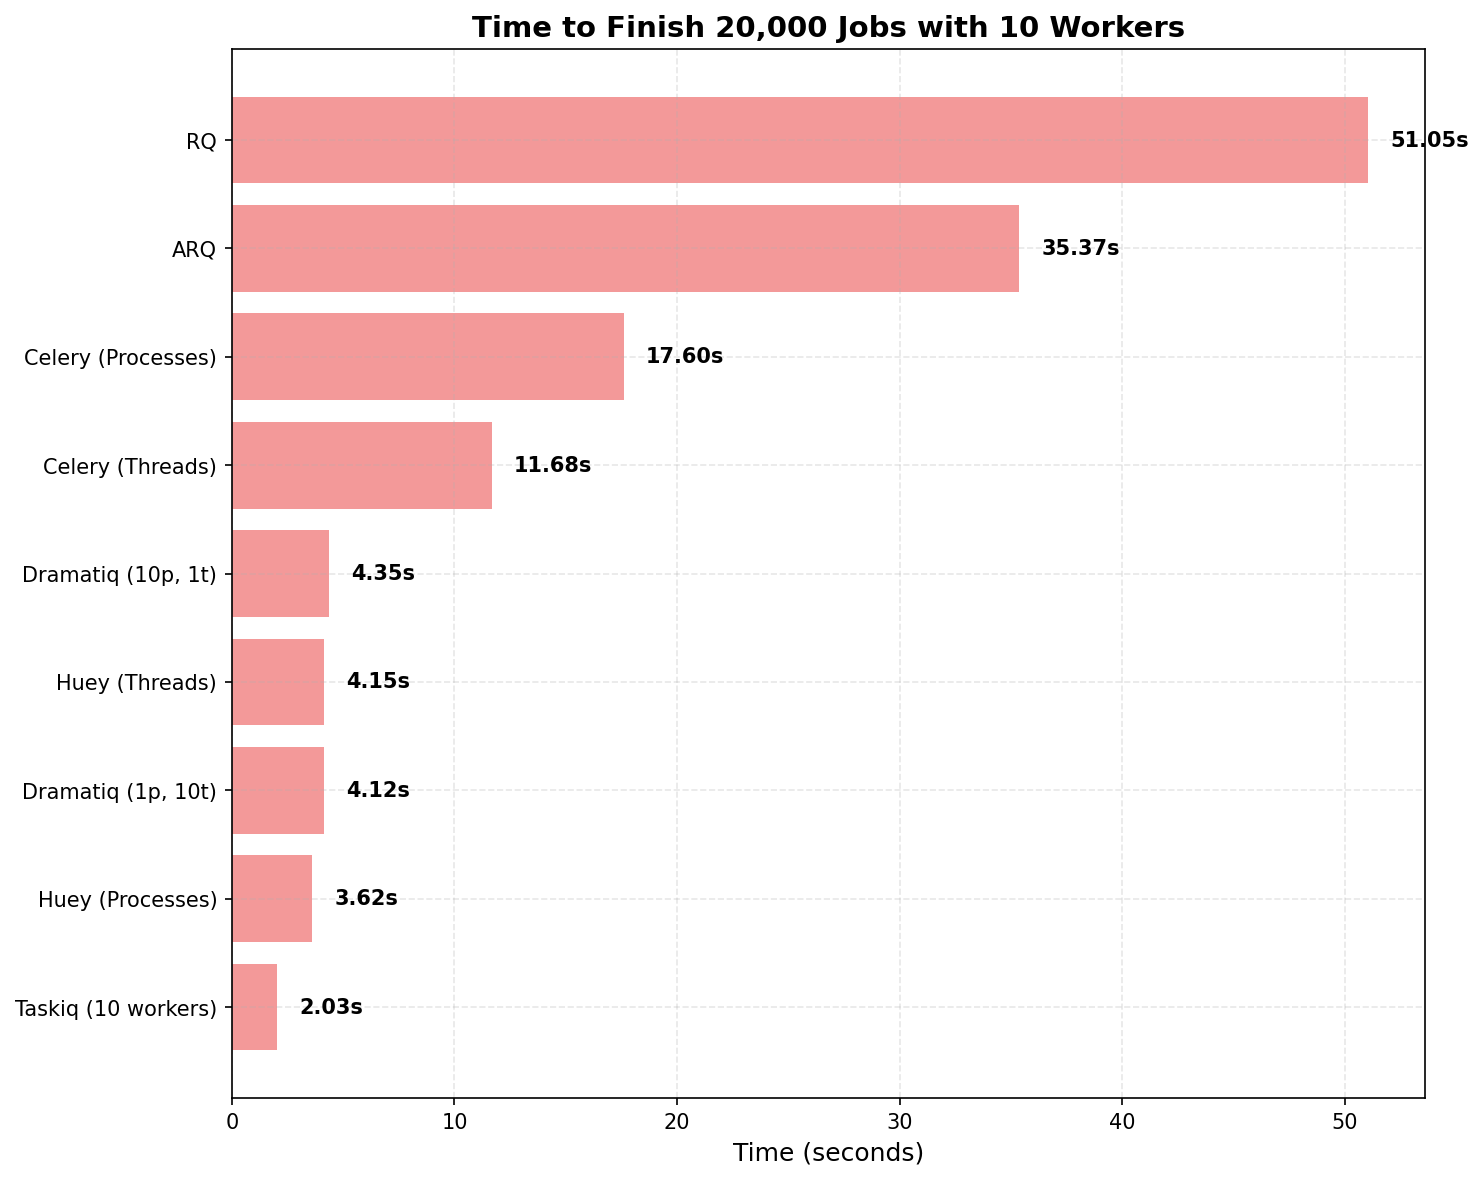 Time to Finish 20,000 Jobs with 10 Workers
RQ
51.05s
ARQ
35.37s
Celery (Processes)
17.60s
Celery (Threads)
11.68s
Dramatiq (10p, 1t)
4.35s
Huey (Threads)
4.15s
Dramatiq (1p, 10t)
4.12s
Huey (Processes)
3.62s
Taskiq (10 workers)
2.03s
0 10 20 30 40 50
Time (seconds)